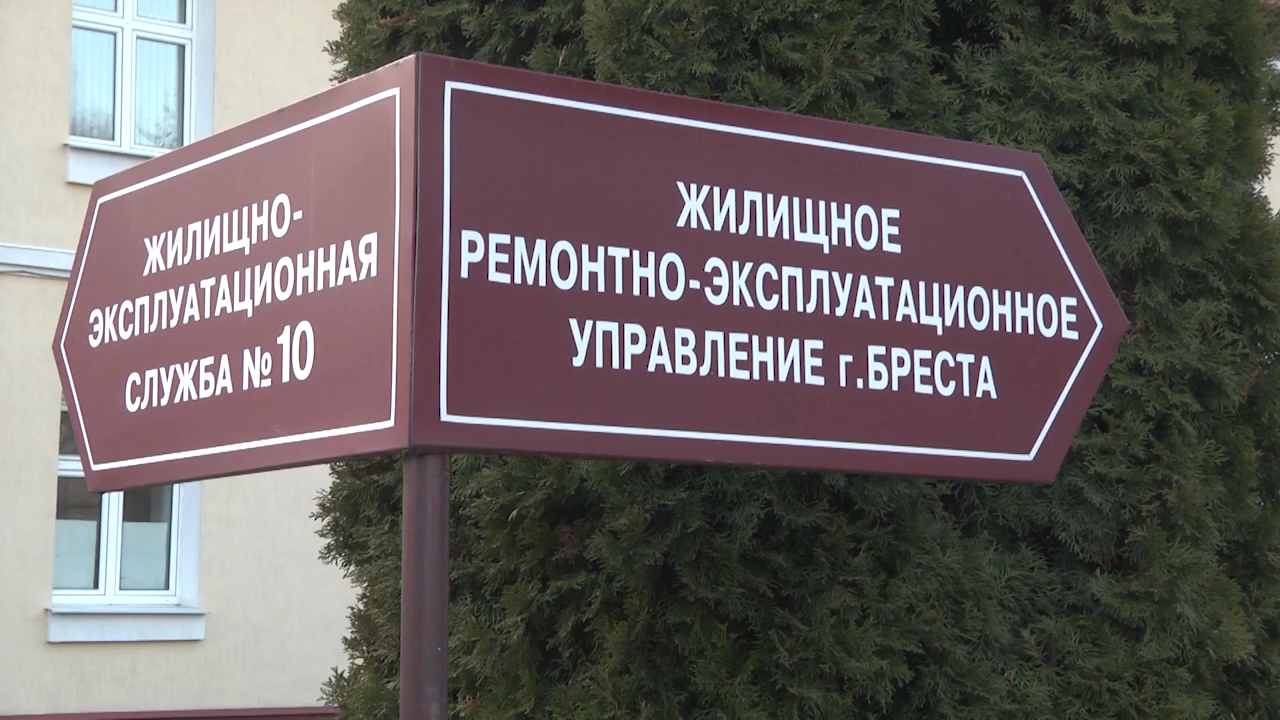 ЖИЛИЩНО-
ЭКСПЛУАТАЦИОННАЯ
СЛУЖБА № 10
ЖИЛИЩНОЕ
РЕМОНТНО-ЭКСПЛУАТАЦИОННОЕ
УПРАВЛЕНИЕ г.БРЕСТА